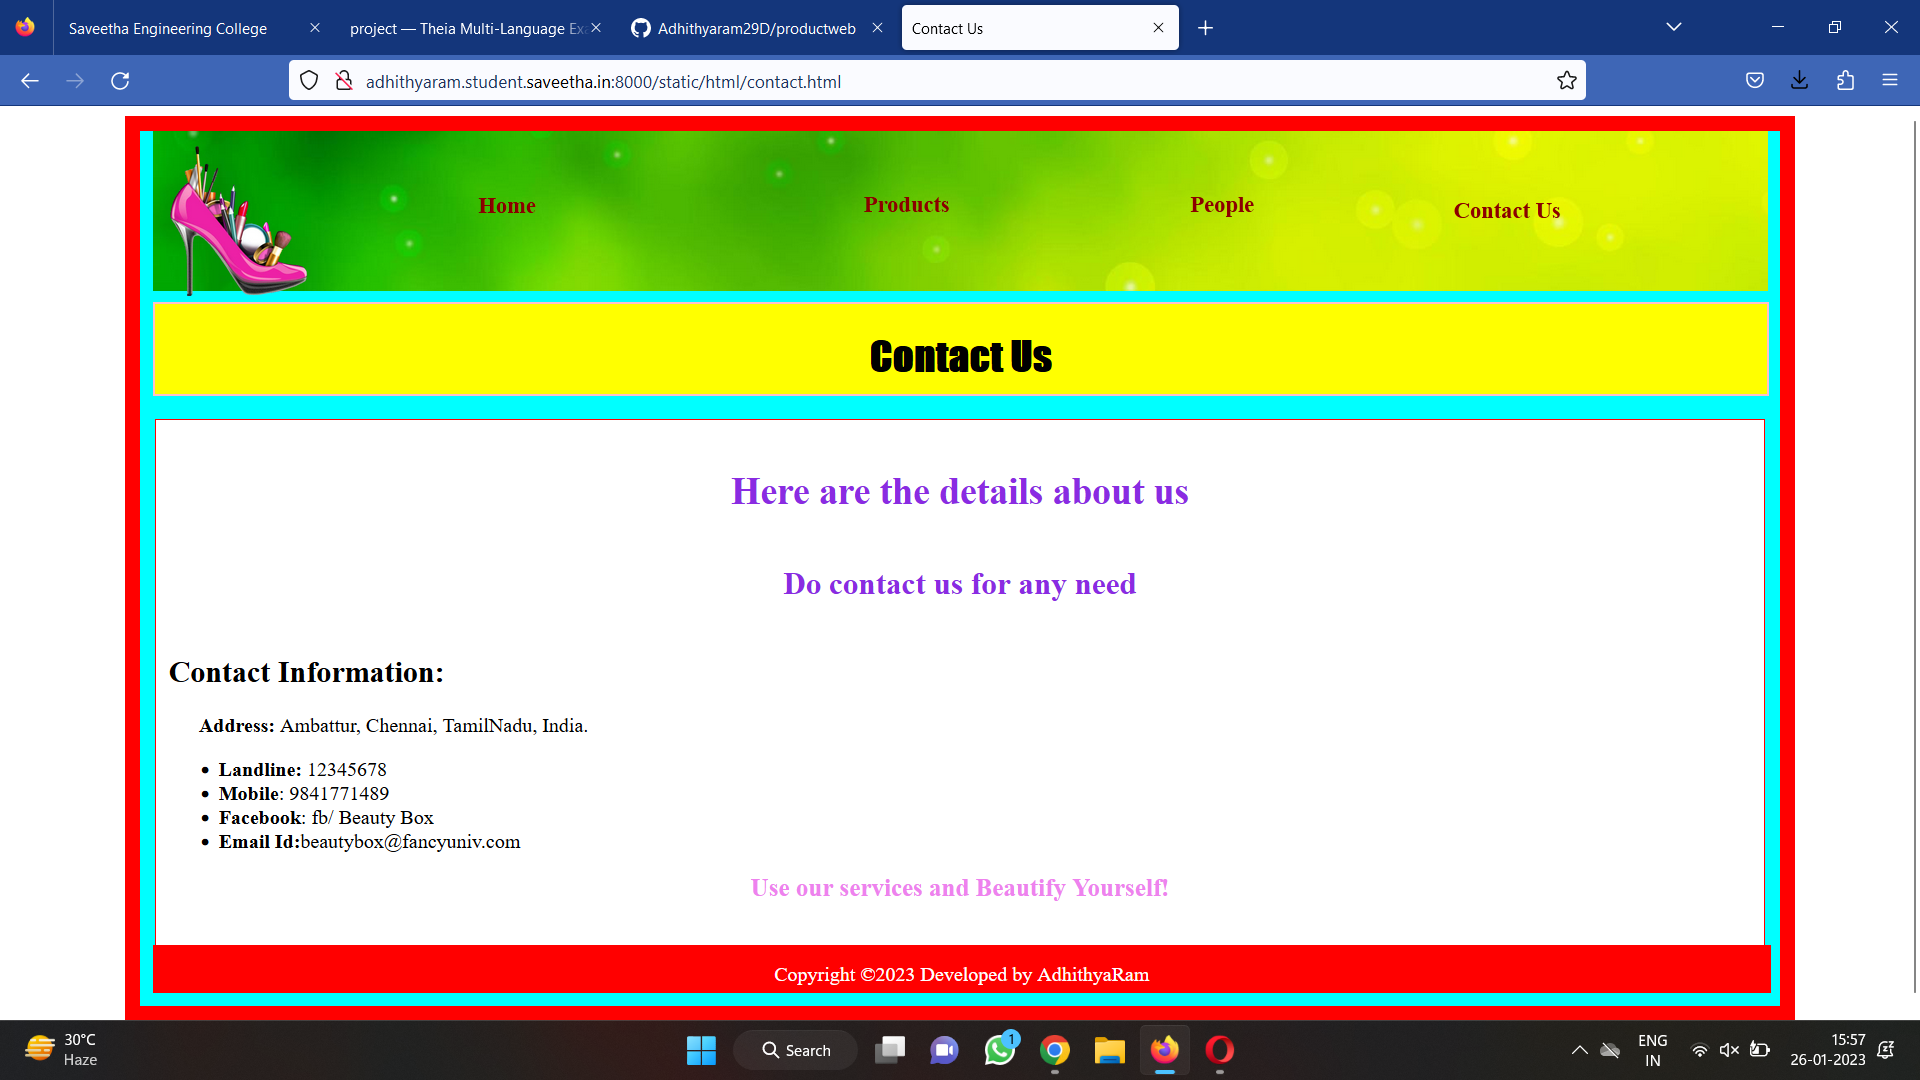 Saveetha Engineering College
project — Theia Multi-Language Ex
Adhithyaram29D/productweb
Contact Us
adhithyaram.student.saveetha.in:8000/static/html/contact.html
Home
Products
People
Contact Us
Contact Us
Here are the details about us
Do contact us for any need
Contact Information:
Address: Ambattur, Chennai, TamilNadu, India.
Landline: 12345678
Mobile: 9841771489
Facebook: fb/ Beauty Box
Email Id:beautybox@fancyuniv.com
Use our services and Beautify Yourself!
Copyright ©2023 Developed by AdhithyaRam
30°C
Haze
Search
1
ENG
IN
15:57
26-01-2023